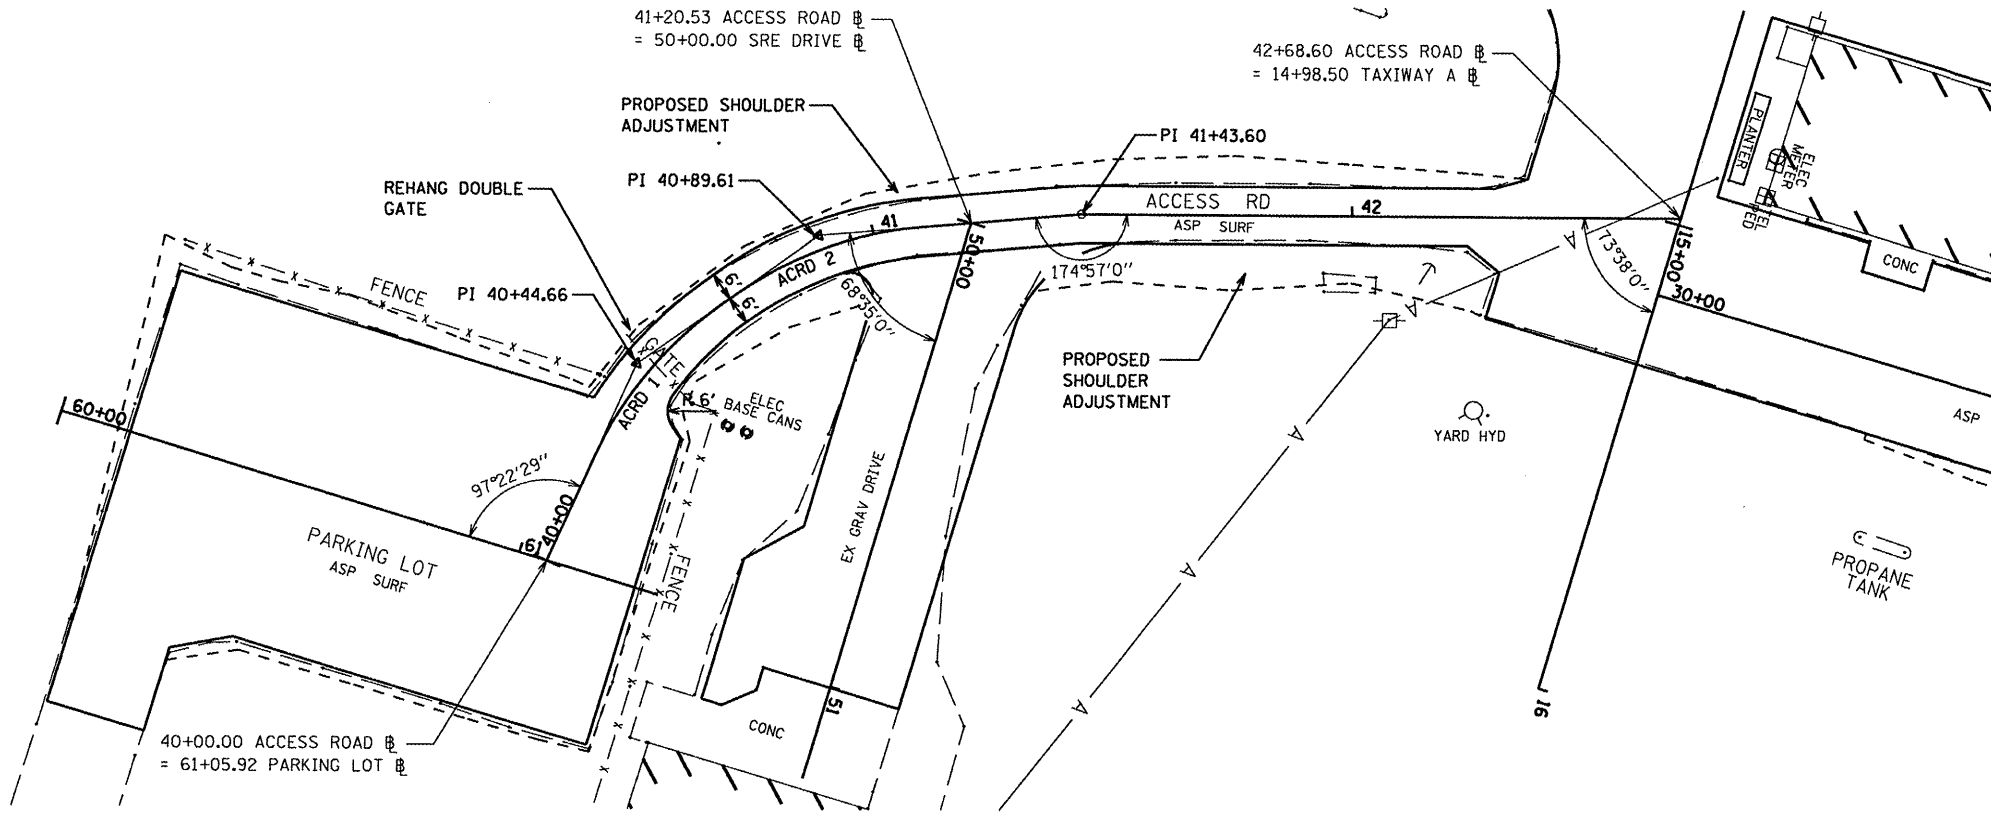 41+20.53 ACCESS ROAD ⅊
= 50+00.00 SRE DRIVE ⅊
42+68.60 ACCESS ROAD ⅊
= 14+98.50 TAXIWAY A ⅊
PROPOSED SHOULDER
ADJUSTMENT
PI 41+43.60
PI 40+89.61
REHANG DOUBLE
GATE
PLANTER
ELEC
METER
TEL
PED
ACCESS RD
ASP SURF
41
42
50+00
15+00
ACRD 2
6'
6'
174°57'0"
73°38'0"
68°35'0"
CONC
FENCE
PI 40+44.66
A
A
30+00
GATE
ACRD 1
R 6'
ELEC
BASE CANS
PROPOSED
SHOULDER
ADJUSTMENT
60+00
ASP
YARD HYD
A
97°22'29"
40+00
61
EX GRAV DRIVE
PARKING LOT
ASP SURF
FENCE
A
PROPANE
TANK
51
16
A
CONC
40+00.00 ACCESS ROAD ⅊
= 61+05.92 PARKING LOT ⅊